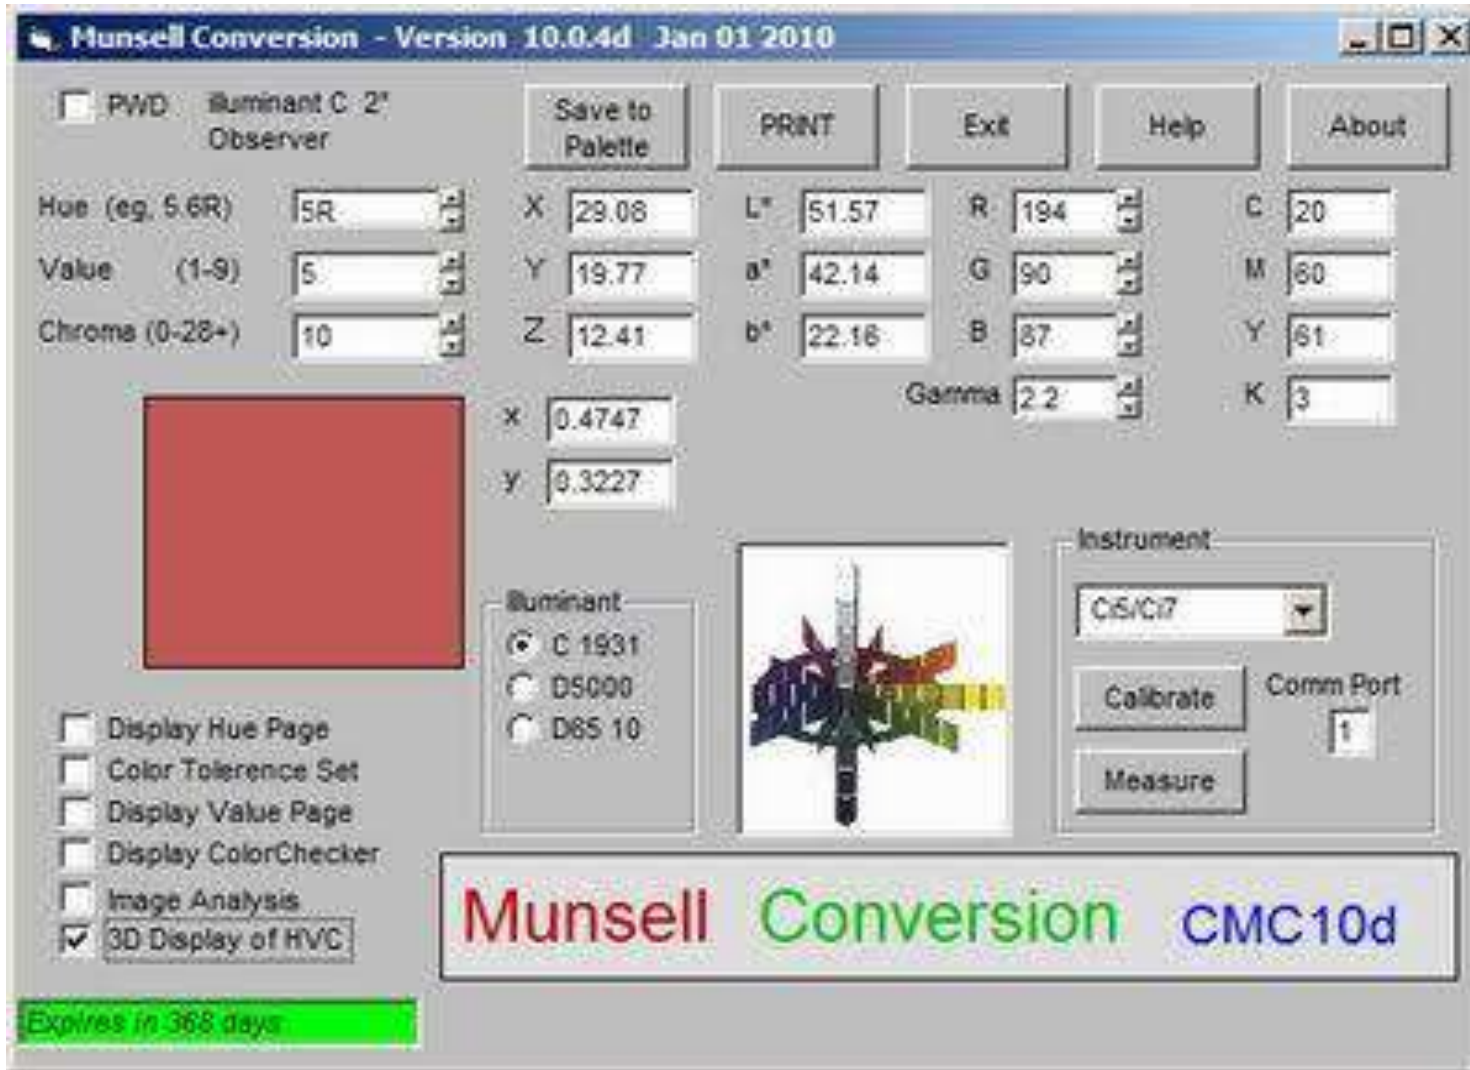 Munsell Conversion - Version 10.0.4d Jan 01 2010
PWD illuminant C 2°
Observer
Save to
Palette
PRINT
Exit
Help
About
Hue (eg. 5.6R) 5R
X 29.08
L* 51.57
R 194
C 20
Value (1-9) 5
Y 19.77
a* 42.14
G 90
M 60
Chroma (0-28+) 10
Z 12.41
b* 22.16
B 87
Y 61
Gamma 2.2
K 3
x 0.4747
y 0.3227
Illuminant
C 1931
D5000
D65 10
Instrument
Ci5/Ci7
Calibrate
Comm Port
1
Measure
Display Hue Page
Color Tolerence Set
Display Value Page
Display ColorChecker
Image Analysis
3D Display of HVC
Munsell Conversion CMC10d
Expires in 368 days